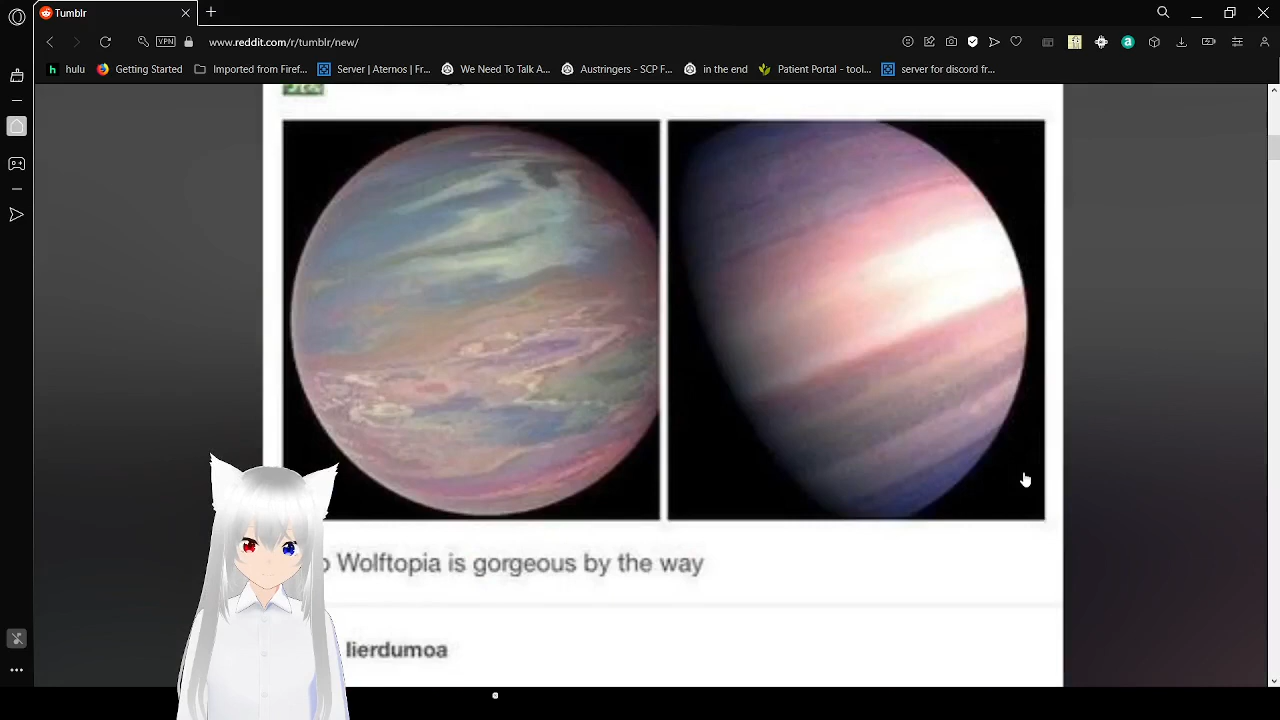 Tumblr
VPN
www.reddit.com/r/tumblr/new/
h hulu
Getting Started
Imported from Firef...
Server | Aternos | Fr...
We Need To Talk A...
Austringers - SCP F...
in the end
Patient Portal - tool...
server for discord fr...
Wolftopia is gorgeous by the way
lierdumoa